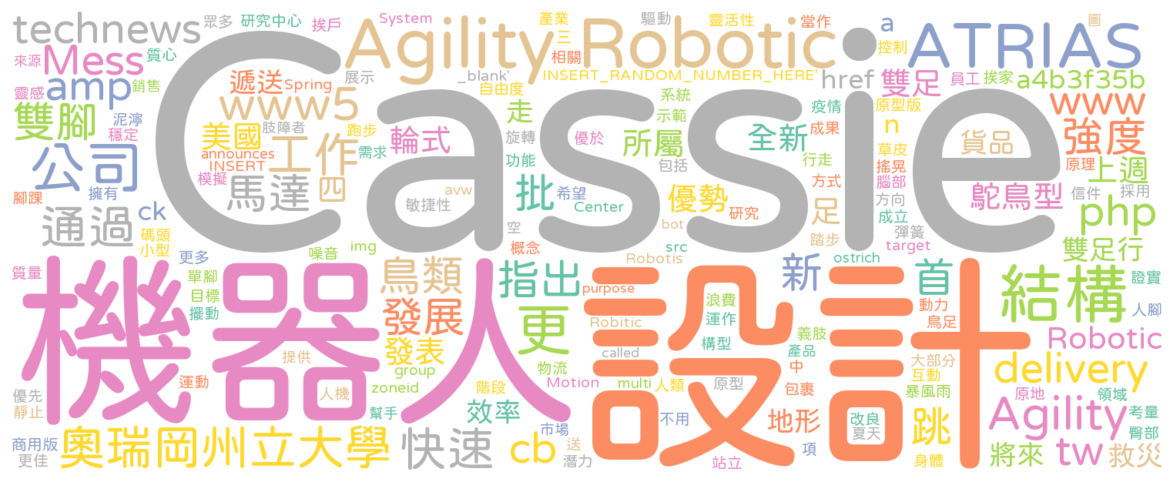 technews
Mess
amp
雙腳
公司
通過
Cassie
Agility Robotic
ATRIAS
眾多
研究中心
挨戶
System
產業
三
相關
驅動
靈活性
當作
a
控制
圖
來源
質心
靈感
銷售
遞送
Spring
展示
_blank'
INSERT_RANDOM_NUMBER_HERE'
自由度
href
雙足
員工
挨家
a4b3f35b
www5
系統
疫情
原型版
泥濘
穩定
美國
工作
肢障者
跑步
輪式
旋轉
優於
示範
所屬
全新
成果
n
草皮
貨品
www
強度
announces
INSERT
需求
功能
包括
行走
搖晃
原理
上週
模擬
四
走
方式
腦部
鴕鳥型
腳踝
擁有
馬達
敏捷性
avw
批
希望
優勢
研究
足
方向
信件
採用
php
ck
碼頭
小型
空
Center
踏步
成立
彈簧
雙足行
更多
噪音
img
概念
bot
src
target
質量
單腳
目標
擺動
機器人
鳥類
指出
Robotis
ostrich
新
首
結構
證實
發展
purpose
設計
浪費
運作
動力
鳥足
人腳
更
Robitic
義肢
Robotic
提供
發表
構型
產品
大部分
互動
delivery
優先
靜止
運動
人機
group
zoneid
物流
called
中
暴風雨
階段
Motion
multi
人類
原型
包裹
原地
領域
幫手
效率
不用
地形
改良
夏天
跳
Agility
考量
臀部
商用版
更佳
奧瑞岡州立大學
快速
cb
市場
送
潛力
站立
項
身體
將來
tw
救災